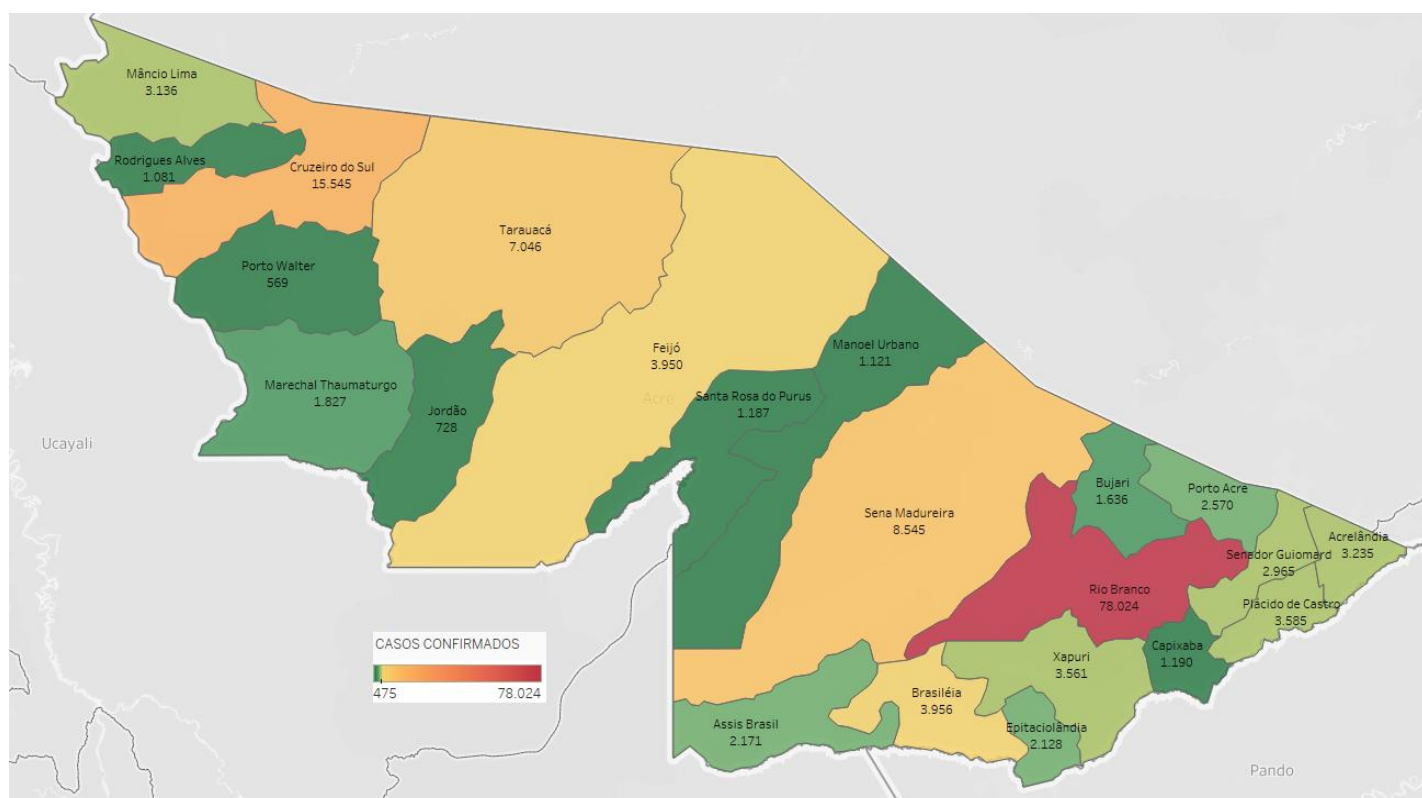 Mâncio Lima
3.136
Rodrigues Alves
1.081
Cruzeiro do Sul
15.545
Tarauacá
7.046
Porto Walter
569
Feijó
3.950
Manoel Urbano
1.121
Marechal Thaumaturgo
1.827
Jordão
728
Santa Rosa do Purus
1.187
Acre
Ucayali
Sena Madureira
8.545
Bujari
1.636
Porto Acre
2.570
Senador Guiomard
2.965
Acrelândia
3.235
Rio Branco
78.024
Plácido de Castro
3.585
Capixaba
1.190
Xapuri
3.561
Brasiléia
3.956
Epitaciolândia
2.128
Assis Brasil
2.171
CASOS CONFIRMADOS
475 78.024
Pando